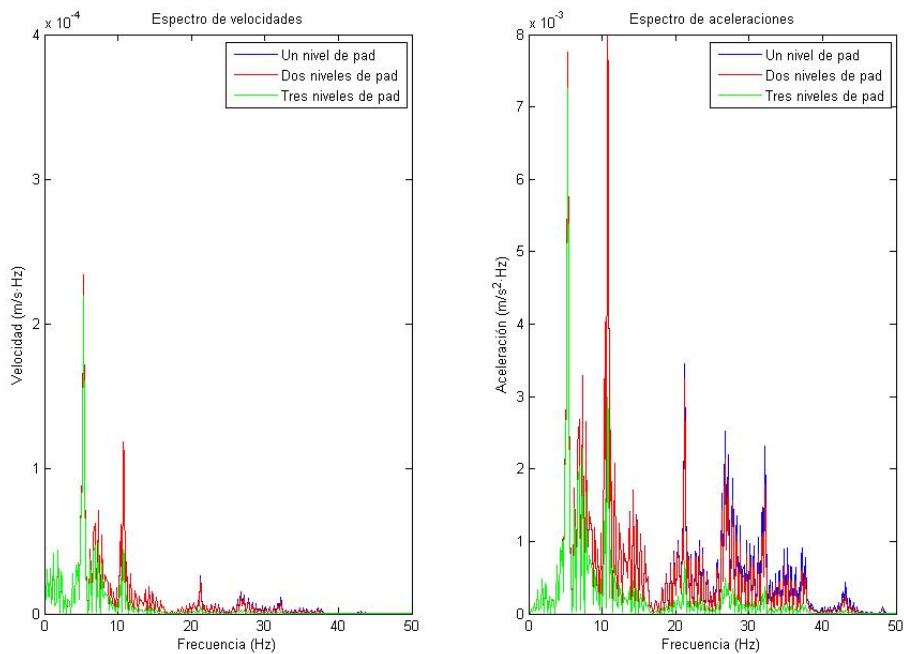 Espectro de velocidades
x 10⁻⁴
4
3
2
1
0
0
10
20
30
40
50
Velocidad (m/s·Hz)
Frecuencia (Hz)
Un nivel de pad
Dos niveles de pad
Tres niveles de pad
Espectro de aceleraciones
x 10⁻³
8
7
6
5
4
3
2
1
0
0
10
20
30
40
50
Aceleración (m/s²·Hz)
Frecuencia (Hz)
Un nivel de pad
Dos niveles de pad
Tres niveles de pad